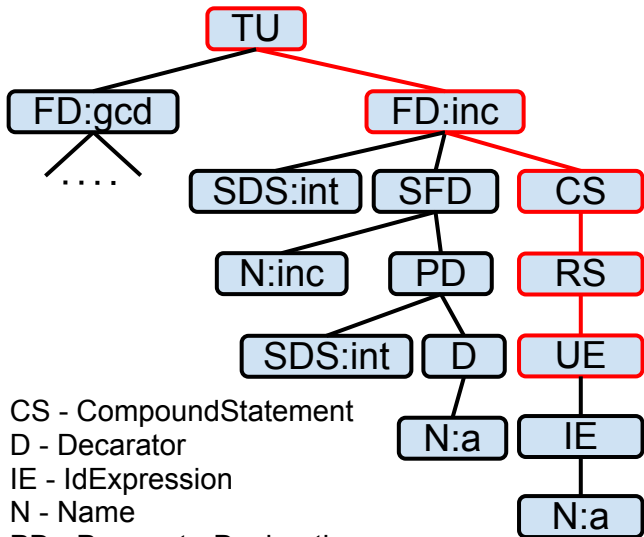 TU
FD:gcd
FD:inc
....
SDS:int
SFD
CS
N:inc
PD
RS
SDS:int
D
UE
CS - CompoundStatement
D - Decarator
N:a
IE
IE - IdExpression
N - Name
N:a